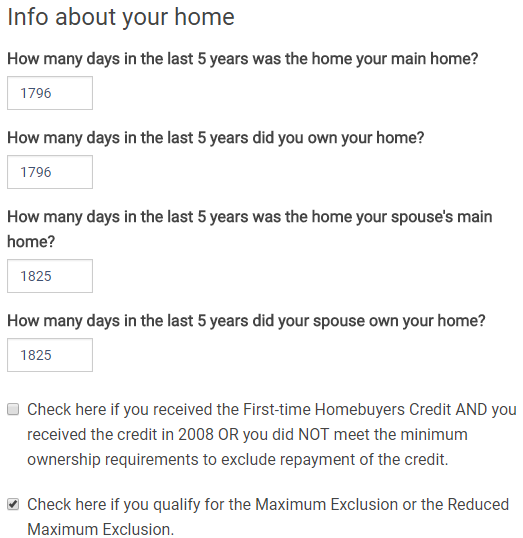 Info about your home
How many days in the last 5 years was the home your main home?
1796
How many days in the last 5 years did you own your home?
1796
How many days in the last 5 years was the home your spouse's main
home?
1825
How many days in the last 5 years did your spouse own your home?
1825
Check here if you received the First-time Homebuyers Credit AND you
received the credit in 2008 OR you did NOT meet the minimum
ownership requirements to exclude repayment of the credit.
Check here if you qualify for the Maximum Exclusion or the Reduced
Maximum Exclusion.